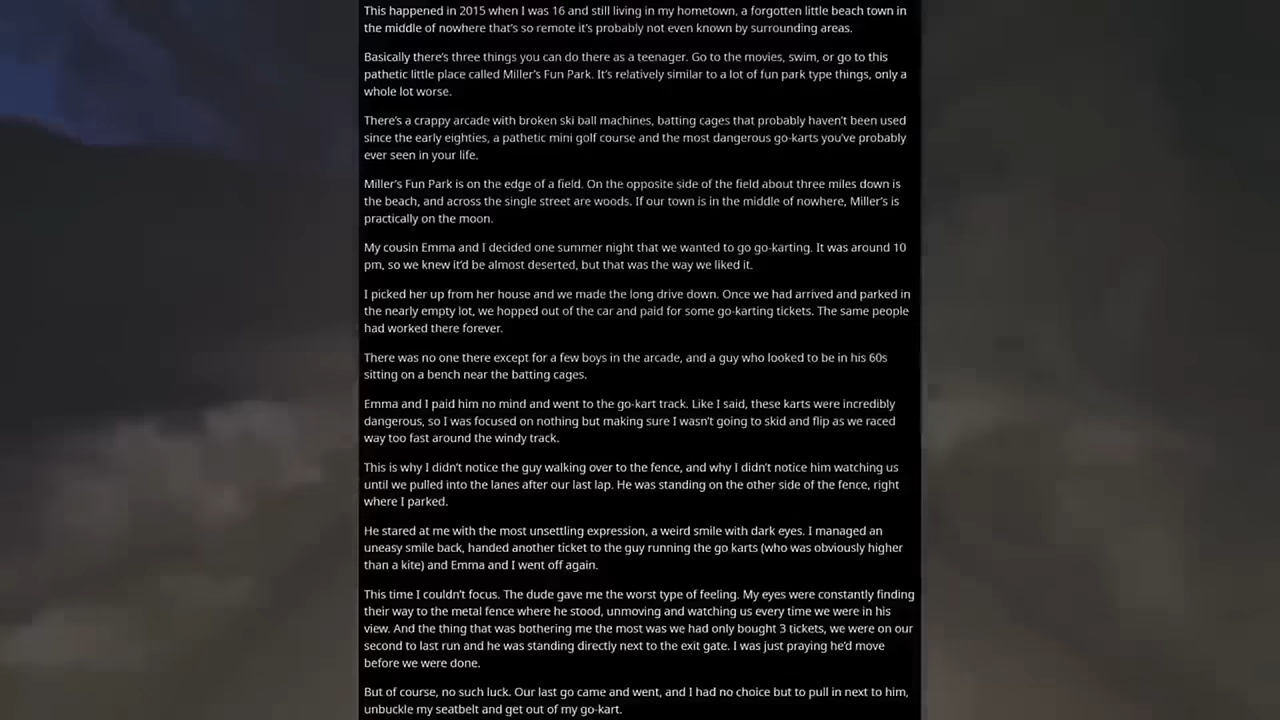 This happened in 2015 when I was 16 and still living in my hometown, a forgotten little beach town in
the middle of nowhere that's so remote it's probably not even known by surrounding areas.
Basically there's three things you can do there as a teenager. Go to the movies, swim, or go to this
pathetic little place called Miller's Fun Park. It's relatively similar to a lot of fun park type things, only a
whole lot worse.
There's a crappy arcade with broken ski ball machines, batting cages that probably haven't been used
since the early eighties, a pathetic mini golf course and the most dangerous go-karts you've probably
ever seen in your life.
Miller's Fun Park is on the edge of a field. On the opposite side of the field about three miles down is
the beach, and across the single street are woods. If our town is in the middle of nowhere, Miller's is
practically on the moon.
My cousin Emma and I decided one summer night that we wanted to go go-karting. It was around 10
pm, so we knew it'd be almost deserted, but that was the way we liked it.
I picked her up from her house and we made the long drive down. Once we had arrived and parked in
the nearly empty lot, we hopped out of the car and paid for some go-karting tickets. The same people
had worked there forever.
There was no one there except for a few boys in the arcade, and a guy who looked to be in his 60s
sitting on a bench near the batting cages.
Emma and I paid him no mind and went to the go-kart track. Like I said, these karts were incredibly
dangerous, so I was focused on nothing but making sure I wasn't going to skid and flip as we raced
way too fast around the windy track.
This is why I didn't notice the guy walking over to the fence, and why I didn't notice him watching us
until we pulled into the lanes after our last lap. He was standing on the other side of the fence, right
where I parked.
He stared at me with the most unsettling expression, a weird smile with dark eyes. I managed an
uneasy smile back, handed another ticket to the guy running the go karts (who was obviously higher
than a kite) and Emma and I went off again.
This time I couldn't focus. The dude gave me the worst type of feeling. My eyes were constantly finding
their way to the metal fence where he stood, unmoving and watching us every time we were in his
view. And the thing that was bothering me the most was we had only bought 3 tickets, we were on our
second to last run and he was standing directly next to the exit gate. I was just praying he'd move
before we were done.
But of course, no such luck. Our last go came and went, and I had no choice but to pull in next to him,
unbuckle my seatbelt and get out of my go-kart.